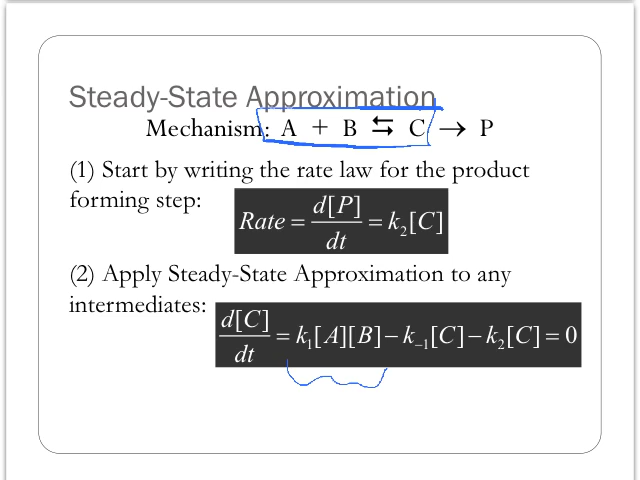 Steady-State Approximation
Mechanism: A + B ⇆ C → P
(1) Start by writing the rate law for the product
forming step:
Rate = d[P]/dt = k₂[C]
(2) Apply Steady-State Approximation to any
intermediates:
d[C]/dt = k₁[A][B] − k₋₁[C] − k₂[C] = 0